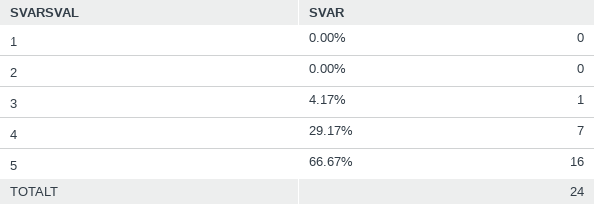 SVARSVAL SVAR
1 0.00% 0
2 0.00% 0
3 4.17% 1
4 29.17% 7
5 66.67% 16
TOTALT 24